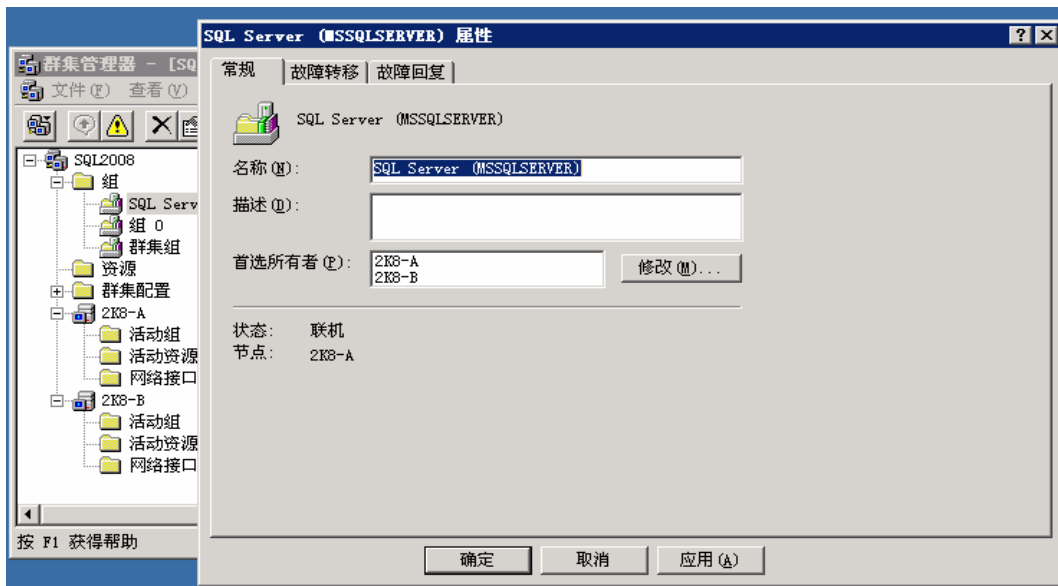 SQL Server (MSSQLSERVER) 属性
群集管理器 - [SQ
文件(F) 查看(V)
SQL2008
组
SQL Serv
组 0
群集组
资源
群集配置
2K8-A
活动组
活动资源
网络接口
2K8-B
活动组
活动资源
网络接口
按 F1 获得帮助
常规 故障转移 故障回复
SQL Server (MSSQLSERVER)
名称(N): SQL Server (MSSQLSERVER)
描述(D):
首选所有者(P): 2K8-A
2K8-B
修改(M)...
状态: 联机
节点: 2K8-A
确定 取消 应用(A)